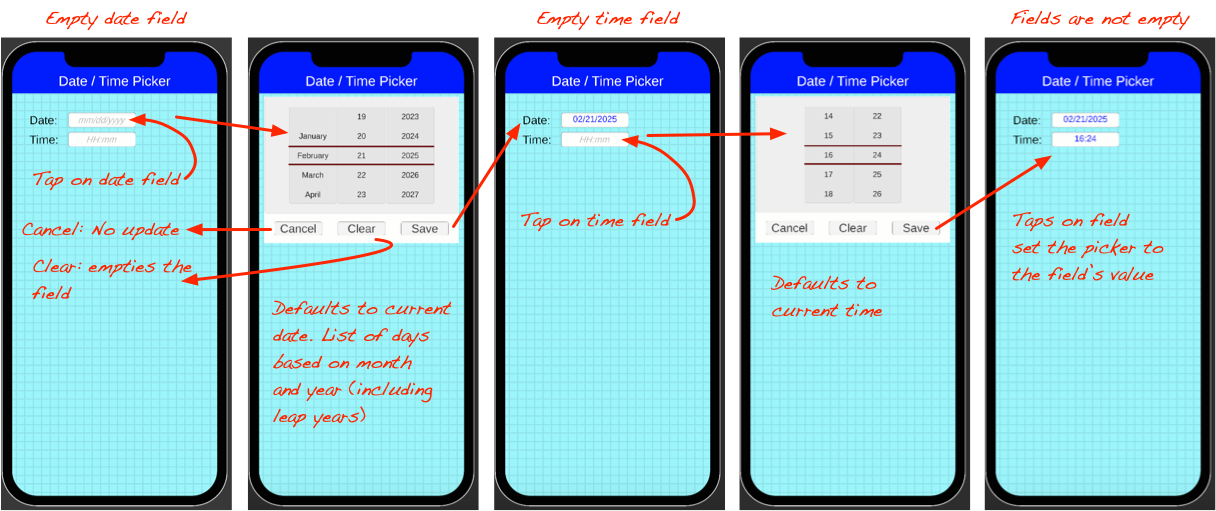 Empty date field
Empty time field
Fields are not empty
Date / Time Picker
Date: mm/dd/yyyy
Time: HH:mm
Tap on date field
Cancel: No update
Clear: empties the
field
Date / Time Picker
19 2023
January 20 2024
February 21 2025
March 22 2026
April 23 2027
Cancel Clear Save
Defaults to current
date. List of days
based on month
and year (including
leap years)
Date / Time Picker
Date: 02/21/2025
Time: HH:mm
Tap on time field
Date / Time Picker
14 22
15 23
16 24
17 25
18 26
Cancel Clear Save
Defaults to
current time
Date / Time Picker
Date: 02/21/2025
Time: 16:24
Taps on field
set the picker to
the field's value